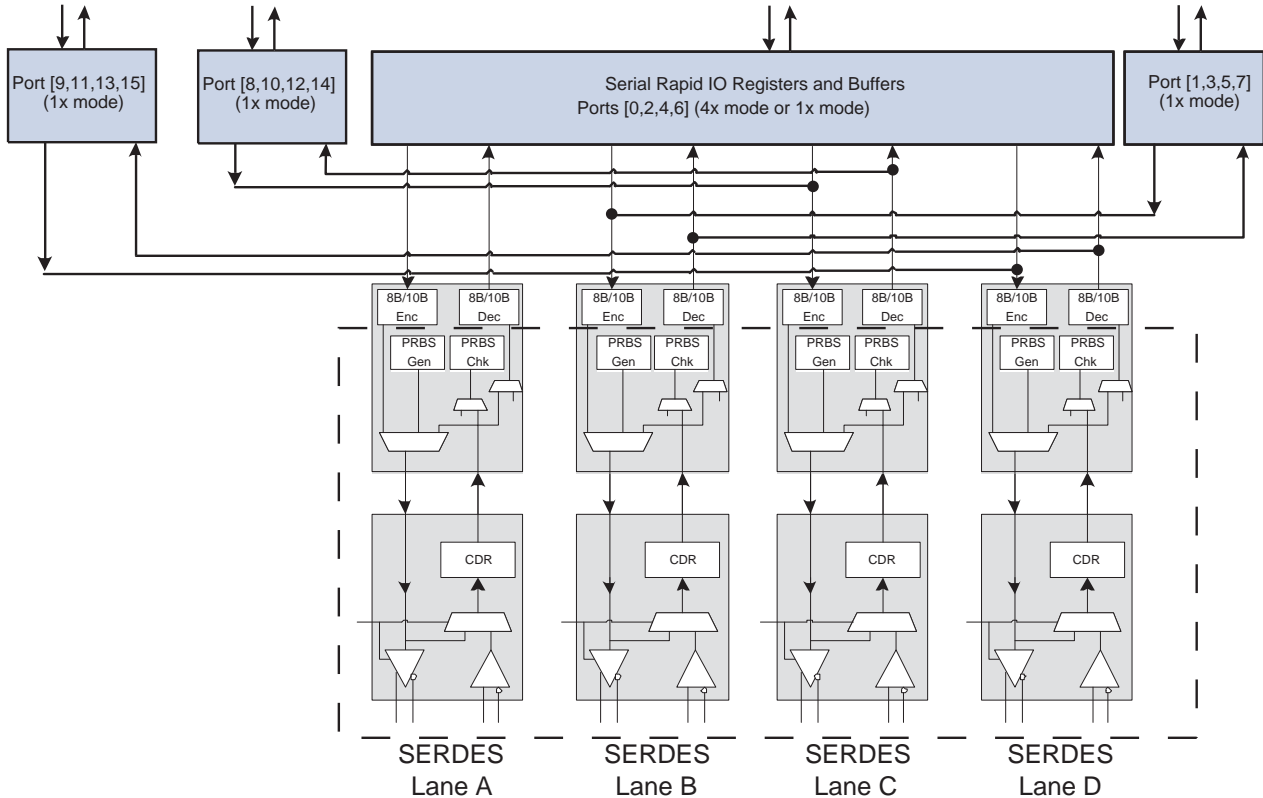 Port [9,11,13,15]
(1x mode)
Port [8,10,12,14]
(1x mode)
Serial Rapid IO Registers and Buffers
Ports [0,2,4,6] (4x mode or 1x mode)
Port [1,3,5,7]
(1x mode)
8B/10B
Enc
8B/10B
Dec
PRBS
Gen
PRBS
Chk
CDR
8B/10B
Enc
8B/10B
Dec
PRBS
Gen
PRBS
Chk
CDR
8B/10B
Enc
8B/10B
Dec
PRBS
Gen
PRBS
Chk
CDR
8B/10B
Enc
8B/10B
Dec
PRBS
Gen
PRBS
Chk
CDR
SERDES
Lane A
SERDES
Lane B
SERDES
Lane C
SERDES
Lane D